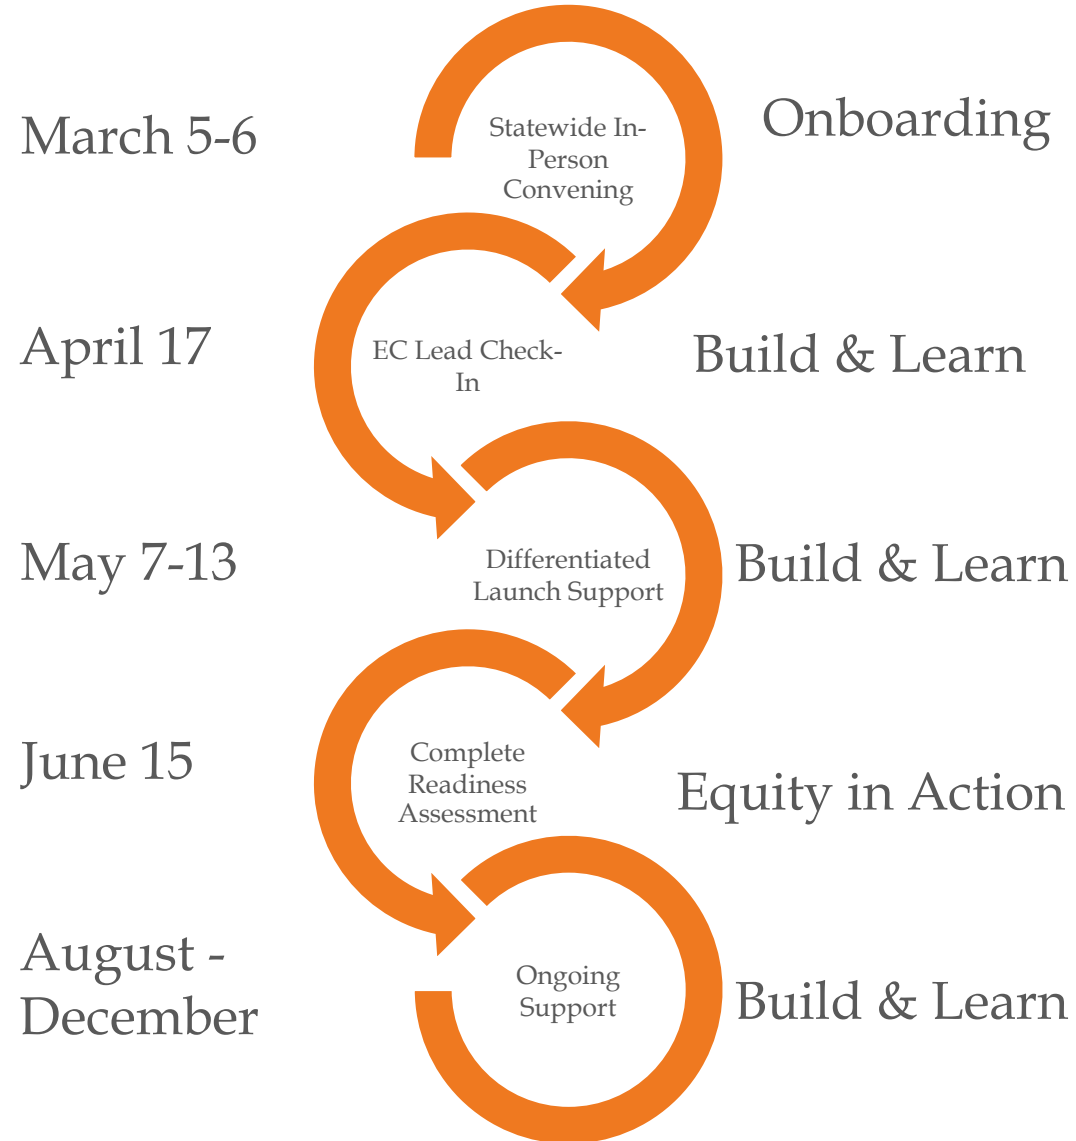 March 5-6
Statewide In-
Person
Convening
Onboarding
April 17
EC Lead Check-
In
Build & Learn
May 7-13
Differentiated
Launch Support
Build & Learn
June 15
Complete
Readiness
Assessment
Equity in Action
August -
December
Ongoing
Support
Build & Learn